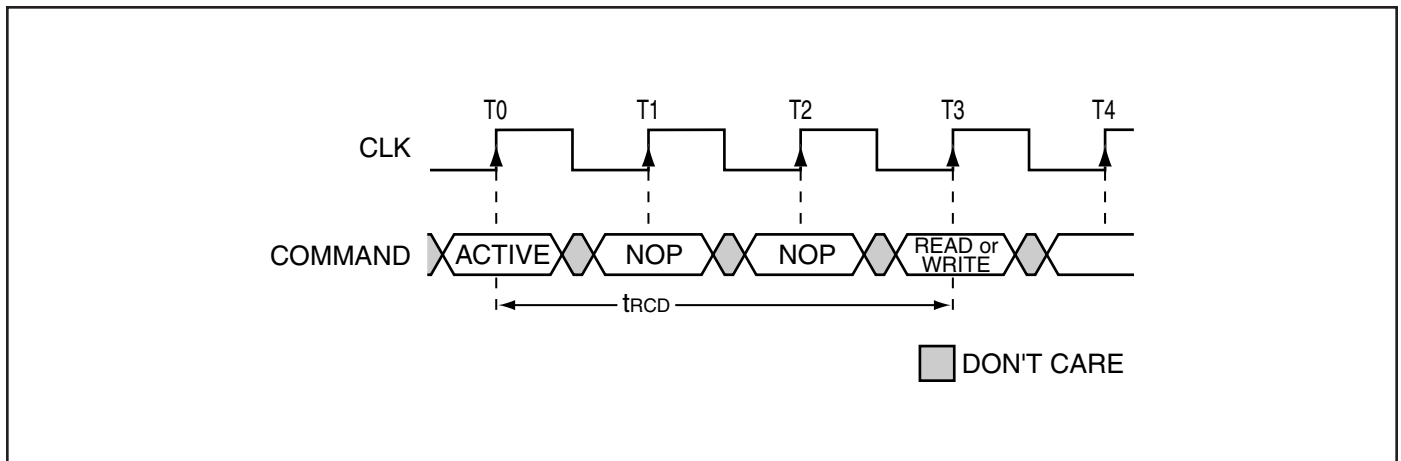 T0 T1 T2 T3 T4
CLK
COMMAND ACTIVE NOP NOP READ or
WRITE
tRCD
DON'T CARE